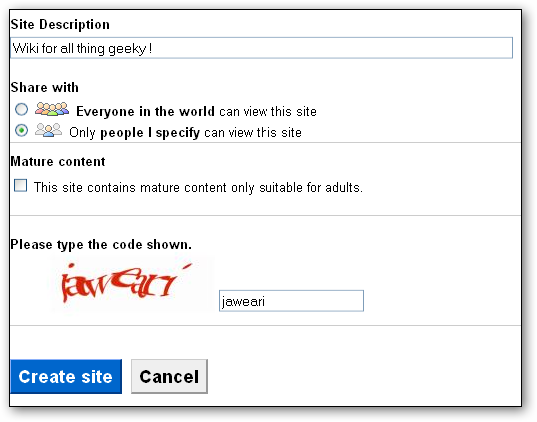 Site Description
Wiki for all thing geeky !
Share with
Everyone in the world can view this site
Only people I specify can view this site
Mature content
This site contains mature content only suitable for adults.
Please type the code shown.
jaweari
jaweari
Create site Cancel